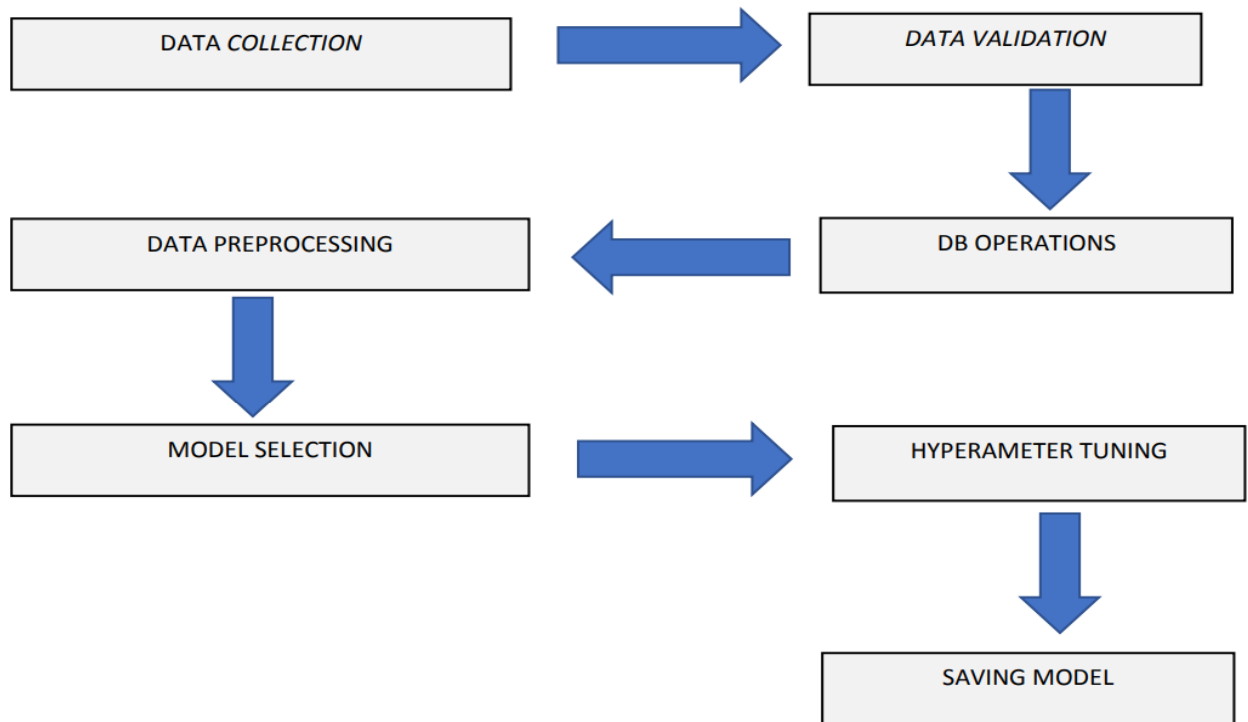 DATA COLLECTION
DATA VALIDATION
DB OPERATIONS
DATA PREPROCESSING
MODEL SELECTION
HYPERAMETER TUNING
SAVING MODEL